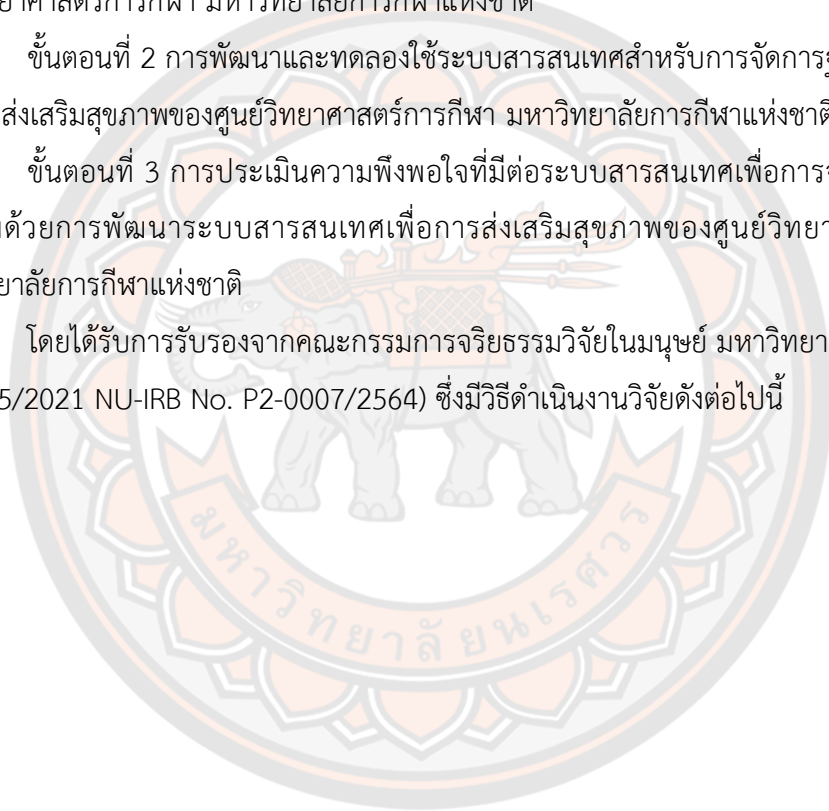 ยาศาสตร์การกีฬา มหาวิทยาลัยการกีฬาแห่งชาติ
ขั้นตอนที่ 2 การพัฒนาและทดลองใช้ระบบสารสนเทศสำหรับการจัดการ
ส่งเสริมสุขภาพของศูนย์วิทยาศาสตร์การกีฬา มหาวิทยาลัยการกีฬาแห่งชาติ
ขั้นตอนที่ 3 การประเมินความพึงพอใจที่มีต่อระบบสารสนเทศเพื่อการ
ด้วยการพัฒนาระบบสารสนเทศเพื่อการส่งเสริมสุขภาพของศูนย์วิทยา
ยาลัยการกีฬาแห่งชาติ
โดยได้รับการรับรองจากคณะกรรมการจริยธรรมวิจัยในมนุษย์ มหาวิทยา
5/2021 NU-IRB No. P2-0007/2564) ซึ่งมีวิธีดำเนินงานวิจัยดังต่อไปนี้
มหาวิทยาลัยนเรศวร